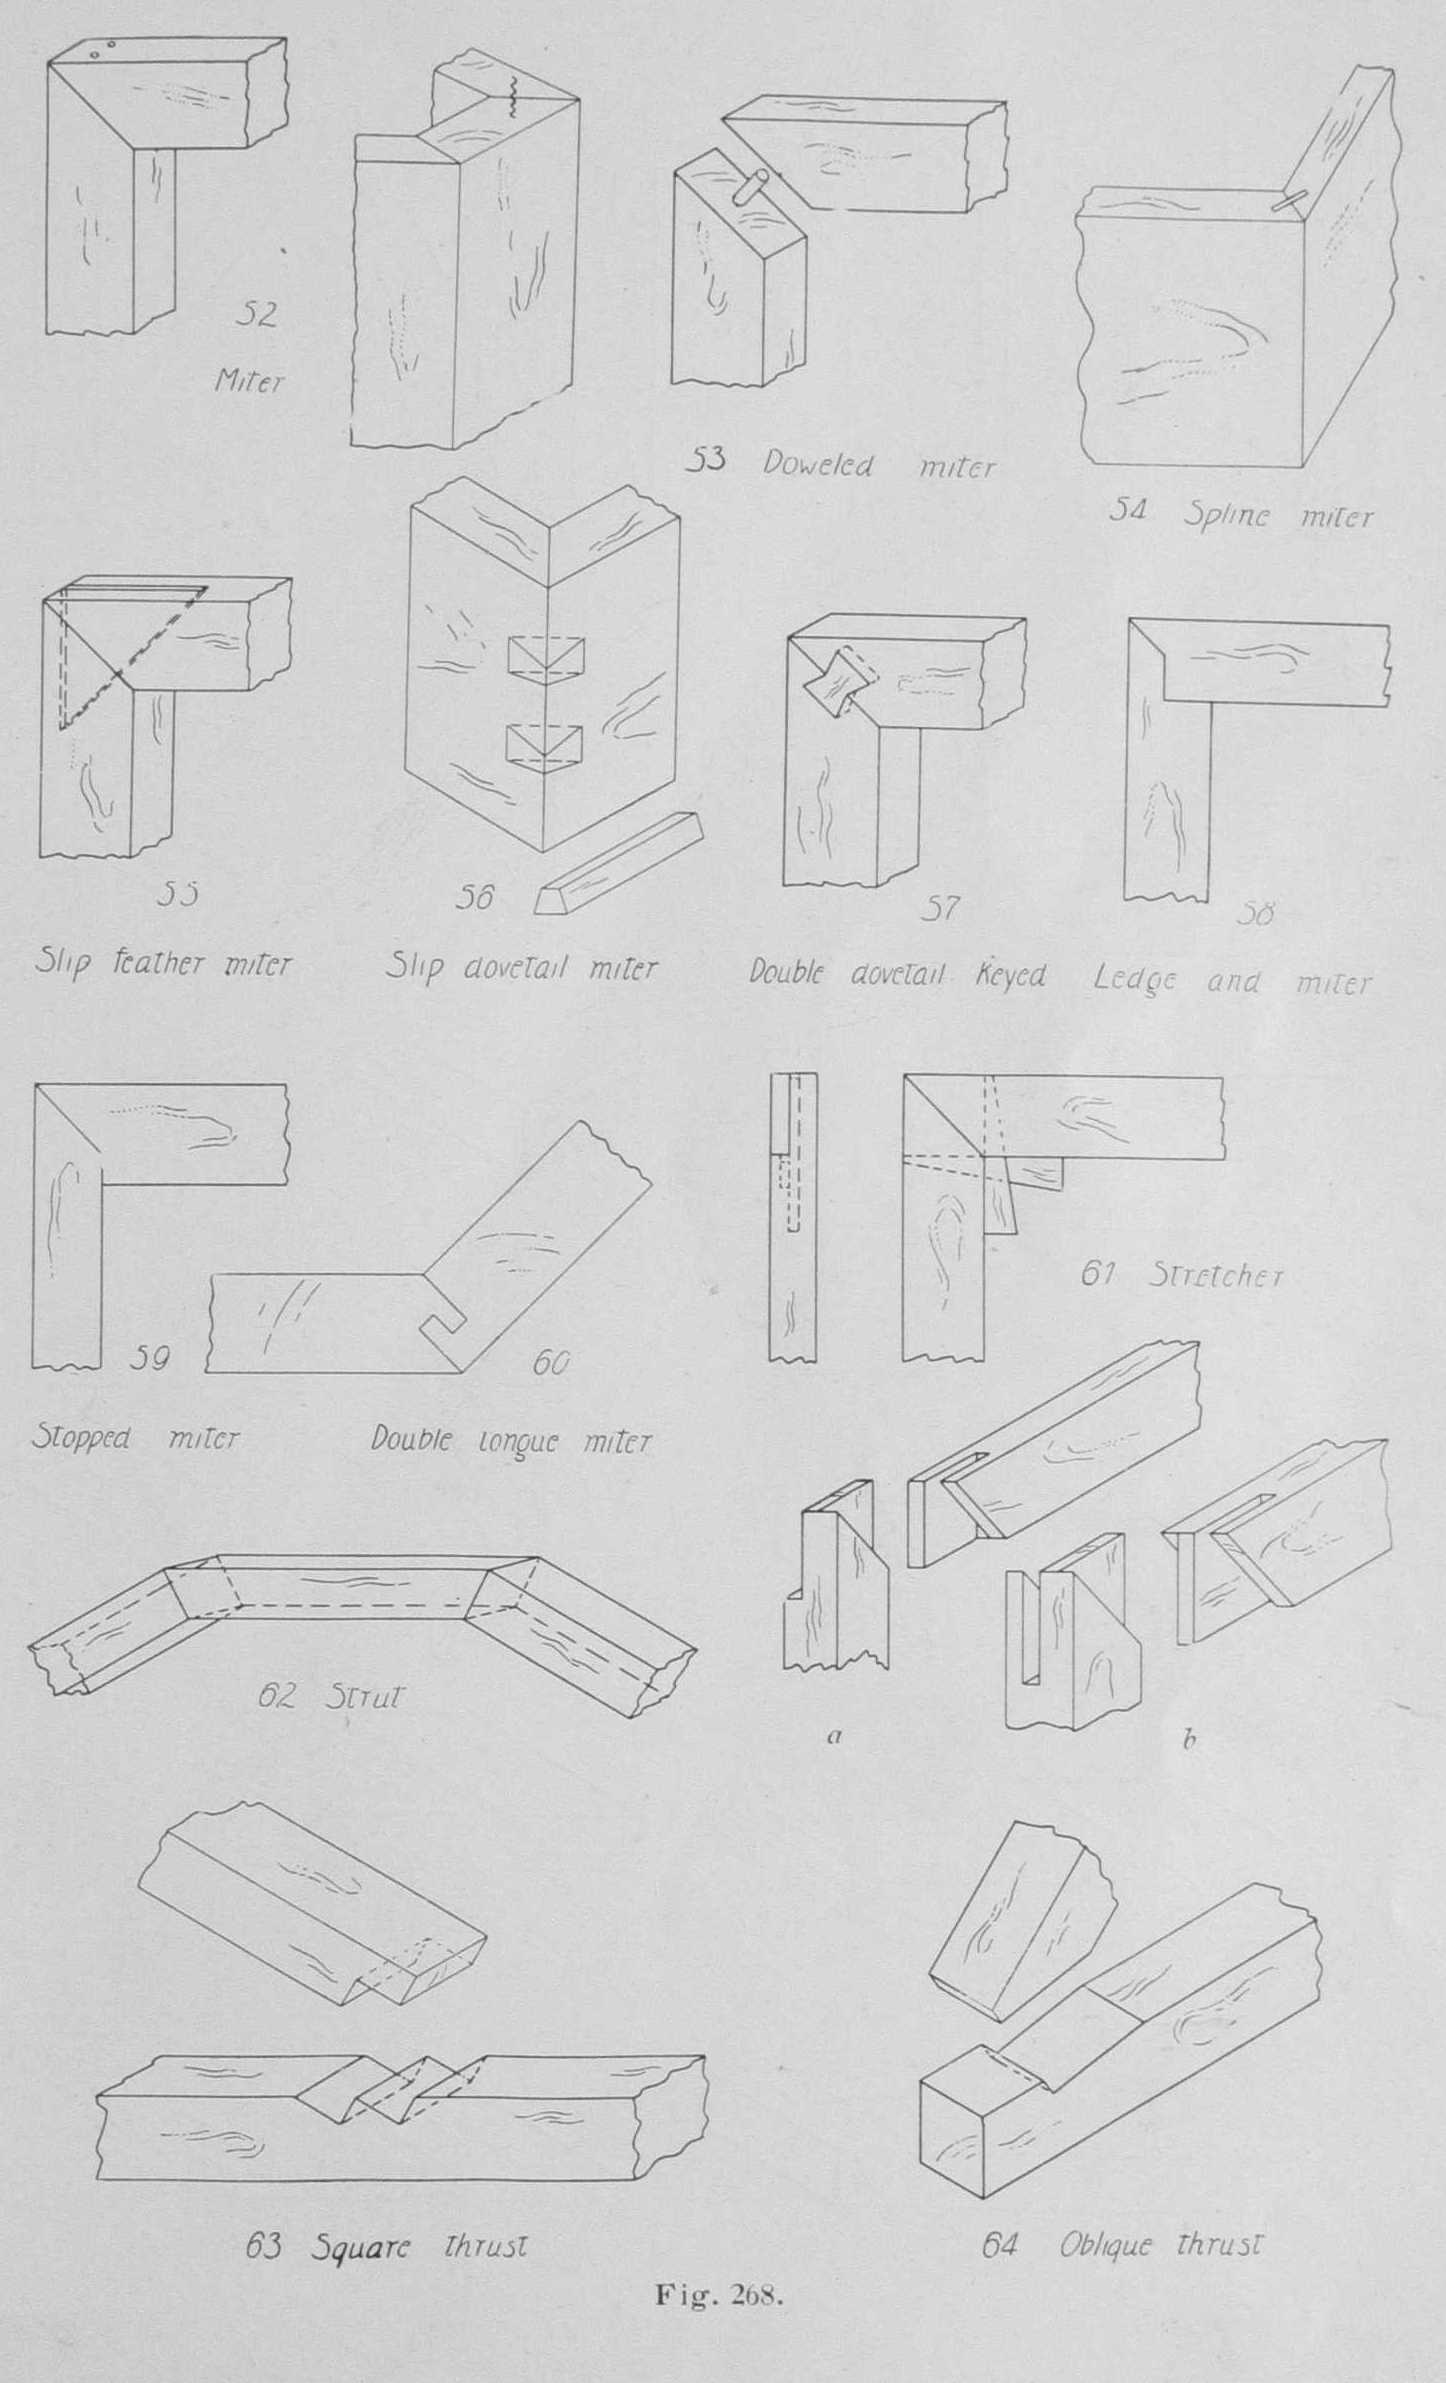 52
Miter
53 Doweled miter
54 Spline miter
55
Slip feather miter
56
Slip dovetail miter
57
Double dovetail Keyed
58
Ledge and miter
59
Stopped miter
60
Double tongue miter
61 Stretcher
62 Strut
a
b
63 Square thrust
64 Oblique thrust
Fig. 268.